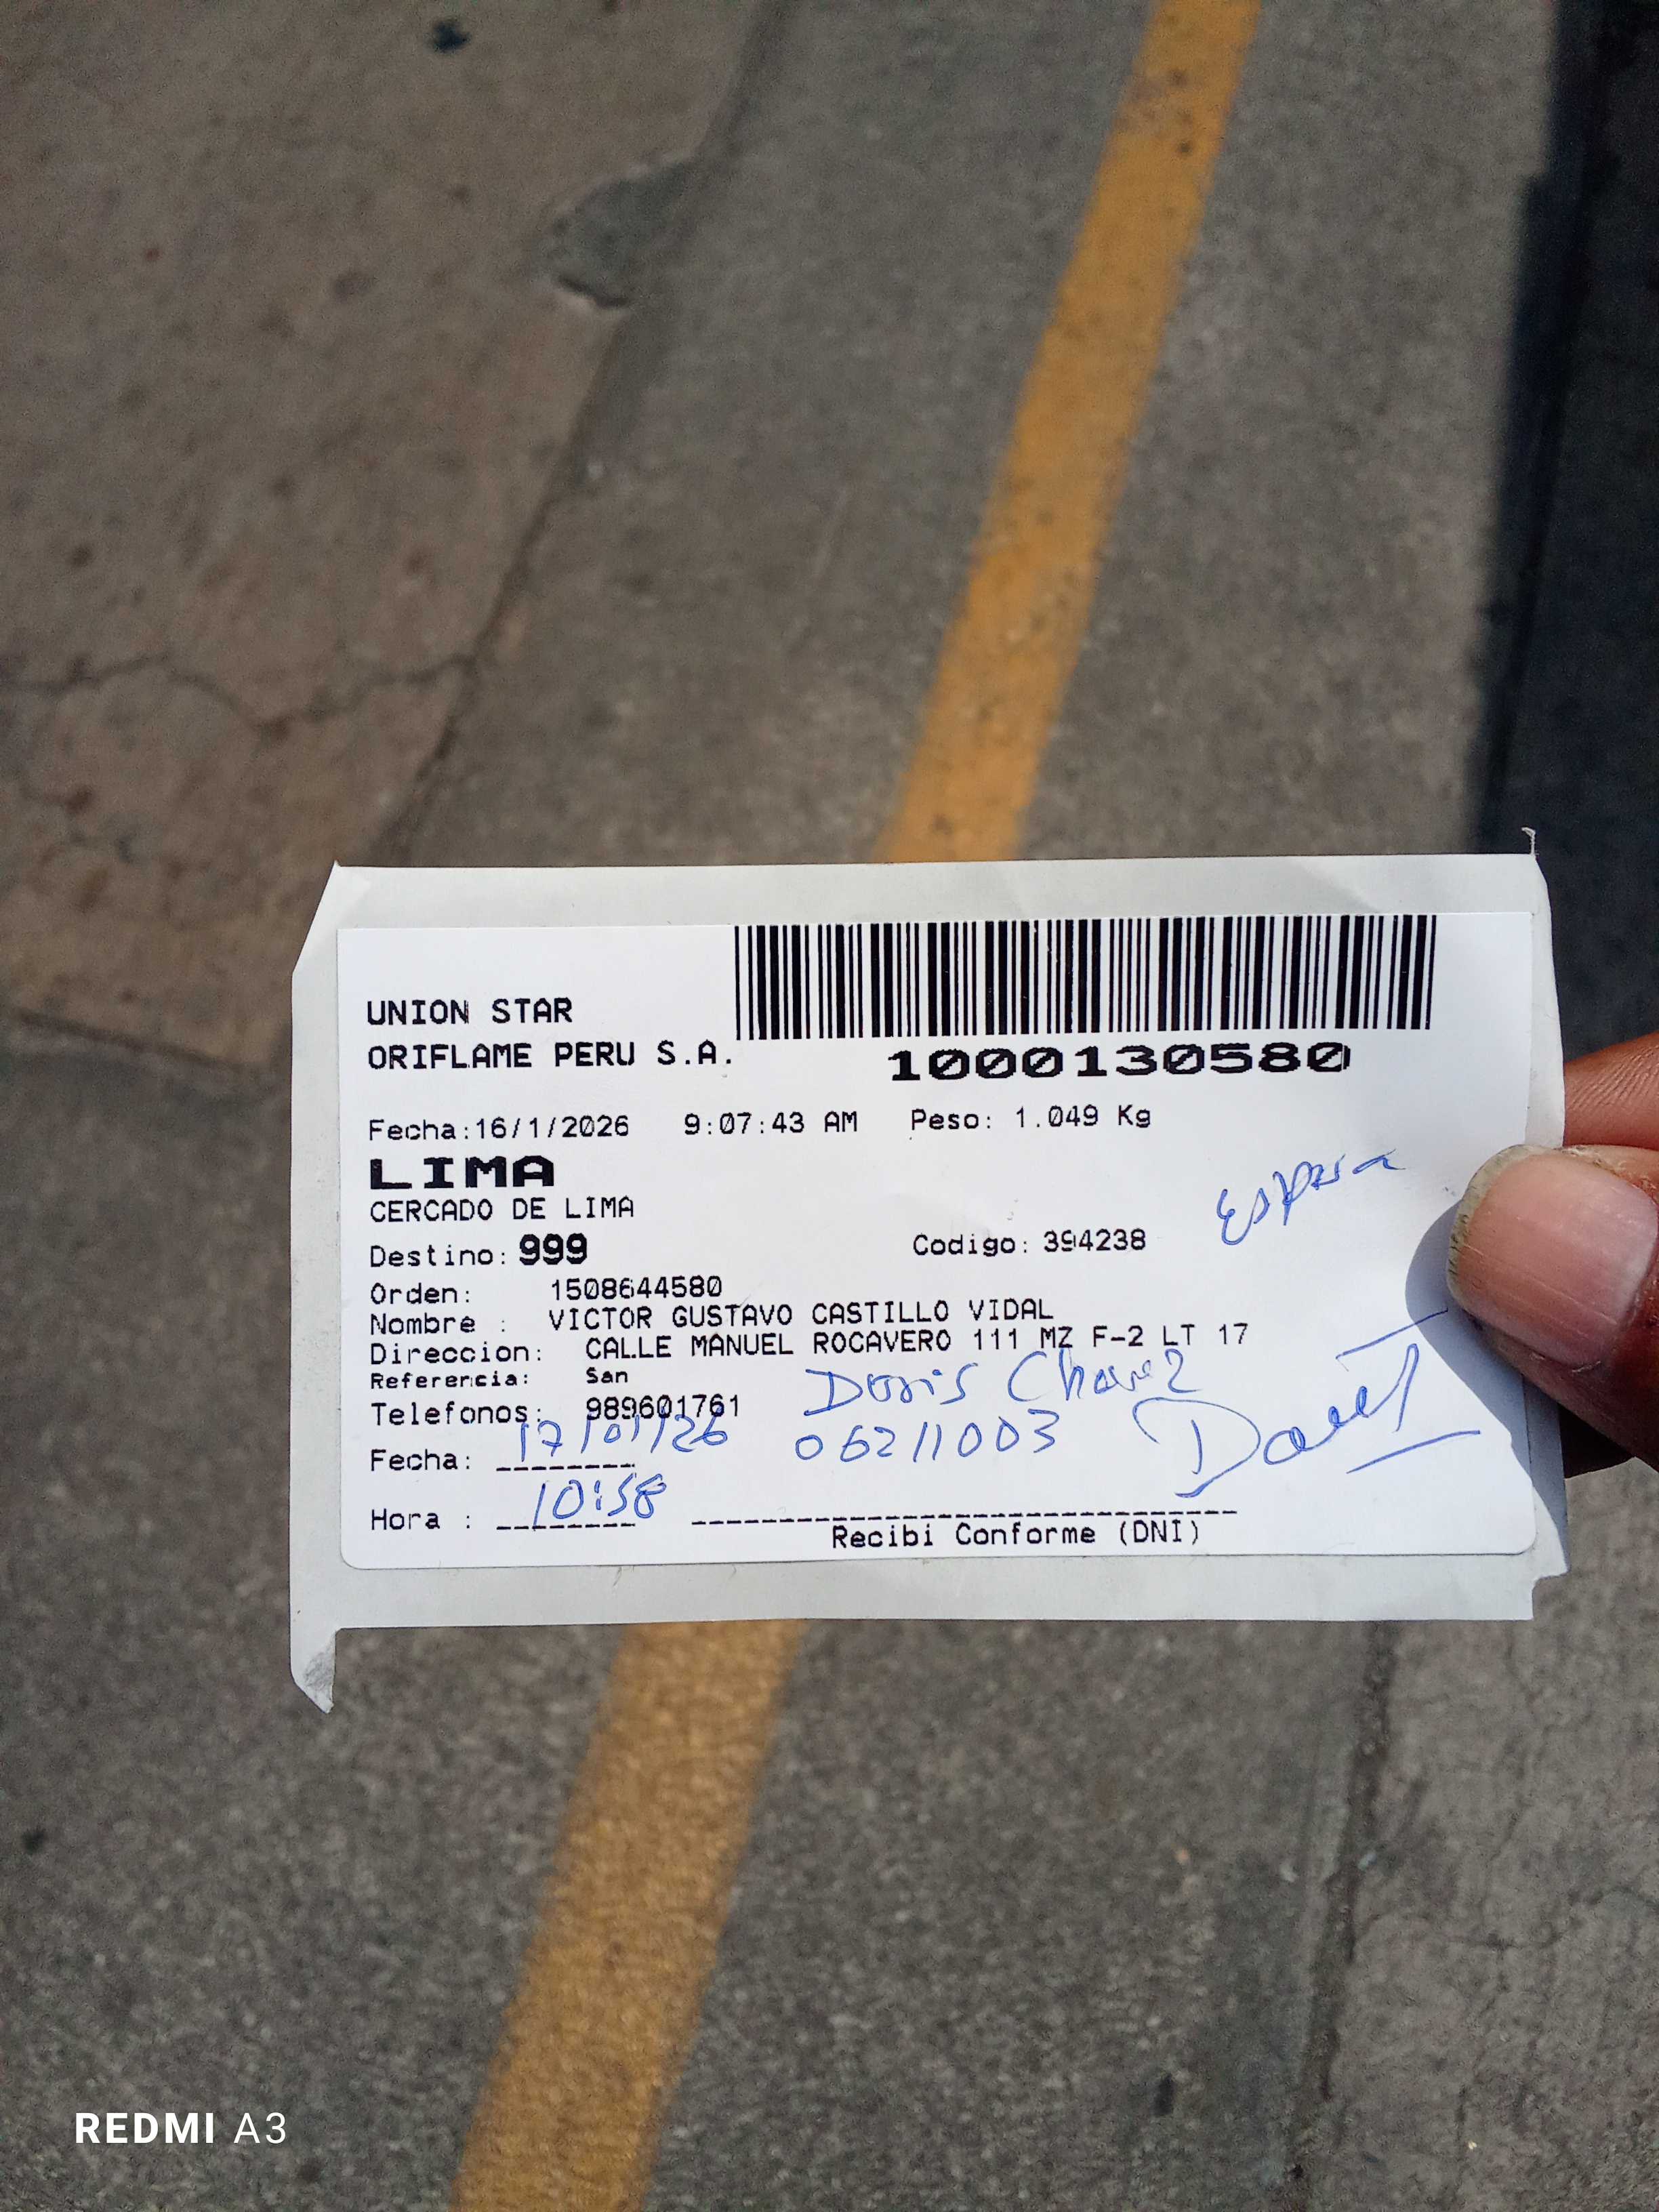 UNION STAR
ORIFLAME PERU S.A.
1000130580
Fecha:16/1/2026 9:07:43 AM Peso: 1.049 Kg
LIMA
CERCADO DE LIMA
Destino: 999 Codigo: 394238
Orden: 1508644580
Nombre : VICTOR GUSTAVO CASTILLO VIDAL
Direccion: CALLE MANUEL ROCAVERO 111 MZ F-2 LT 17
Referencia: San
Doris Chavez
Telefonos: 989601761
06211003
Fecha: 17/01/26
Hora : 10:58
Recibi Conforme (DNI)
REDMI A3